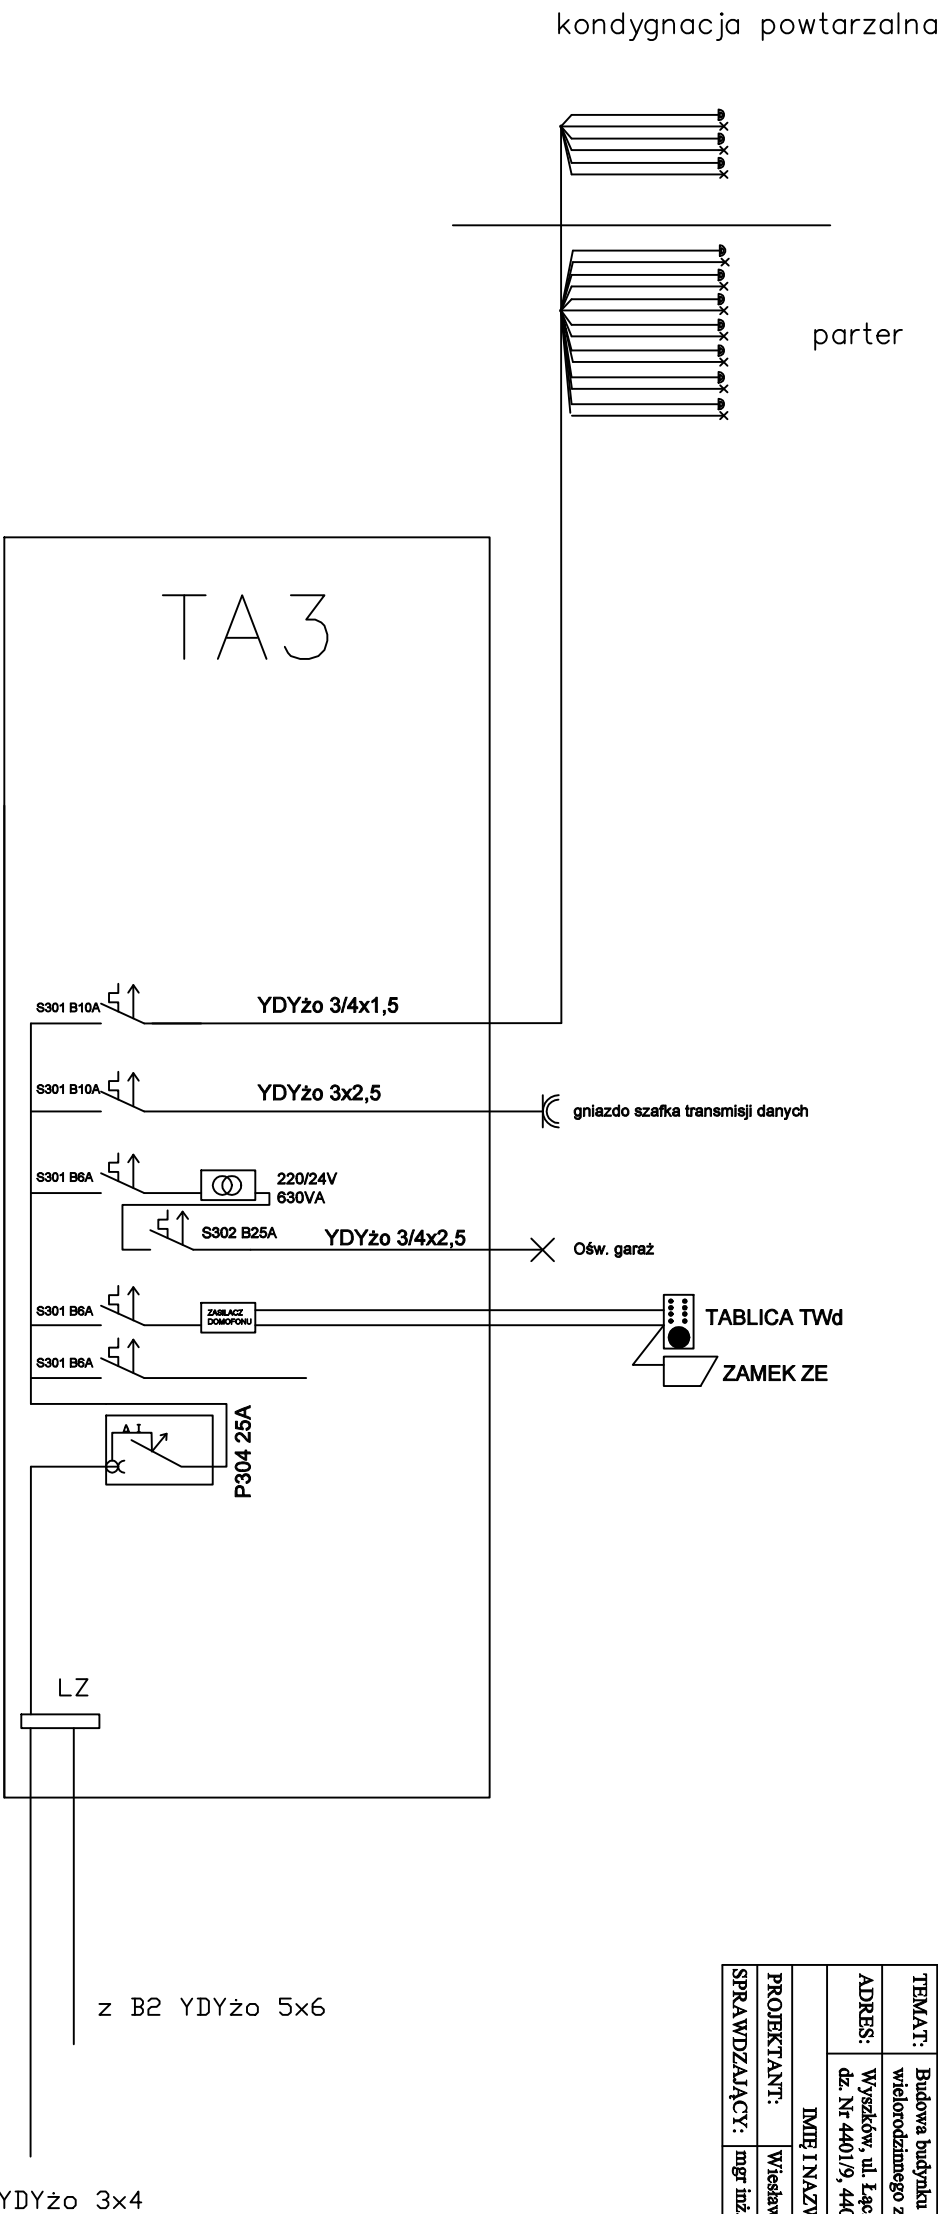 kondygnacja powtarzalna
parter
TA3
S301 B10A
YDYżo 3/4x1,5
S301 B10A
YDYżo 3x2,5
gniazdo szafka transmisji danych
S301 B6A
220/24V
630VA
S302 B25A
YDYżo 3/4x2,5
Ośw. garaż
S301 B6A
ZASILACZ
DOMOFONU
TABLICA TWd
S301 B6A
ZAMEK ZE
P304 25A
LZ
z B2 YDYżo 5x6
YDYżo 3x4
TEMAT:
Budowa budynku
wielorodzinnego z
ADRES:
Wyszków, ul. Łąc
dz. Nr 4401/9, 440
IMIĘ I NAZW
PROJEKTANT:
Wiesław
SPRAWDZAJĄCY:
mgr inż.